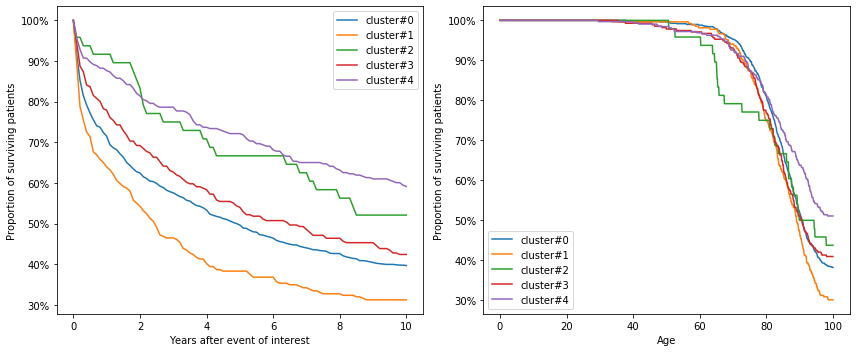 Proportion of surviving patients
100%
90%
80%
70%
60%
50%
40%
30%
cluster#0
cluster#1
cluster#2
cluster#3
cluster#4
0
2
4
6
8
10
Years after event of interest
Proportion of surviving patients
100%
90%
80%
70%
60%
50%
40%
30%
cluster#0
cluster#1
cluster#2
cluster#3
cluster#4
0
20
40
60
80
100
Age